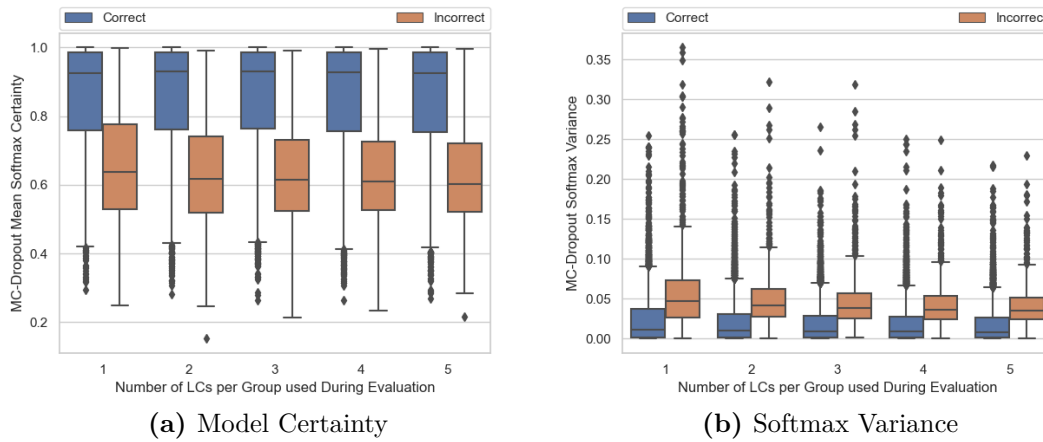 Correct Incorrect
MC-Dropout Mean Softmax Certainty
1.0
0.8
0.6
0.4
0.2
1 2 3 4 5
Number of LCs per Group used During Evaluation
(a) Model Certainty
Correct Incorrect
MC-Dropout Softmax Variance
0.35
0.30
0.25
0.20
0.15
0.10
0.05
0.00
1 2 3 4 5
Number of LCs per Group used During Evaluation
(b) Softmax Variance